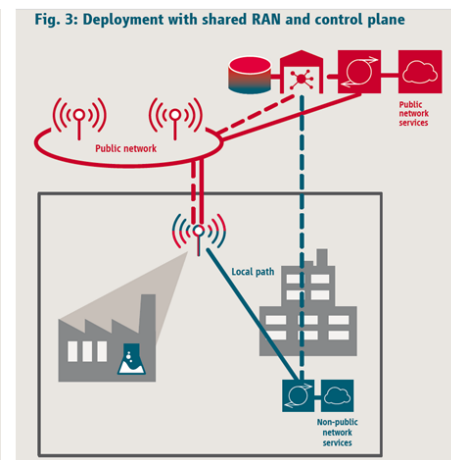 Fig. 3: Deployment with shared RAN and control plane
Public
network
services
Public network
Local path
Non-public
network
services